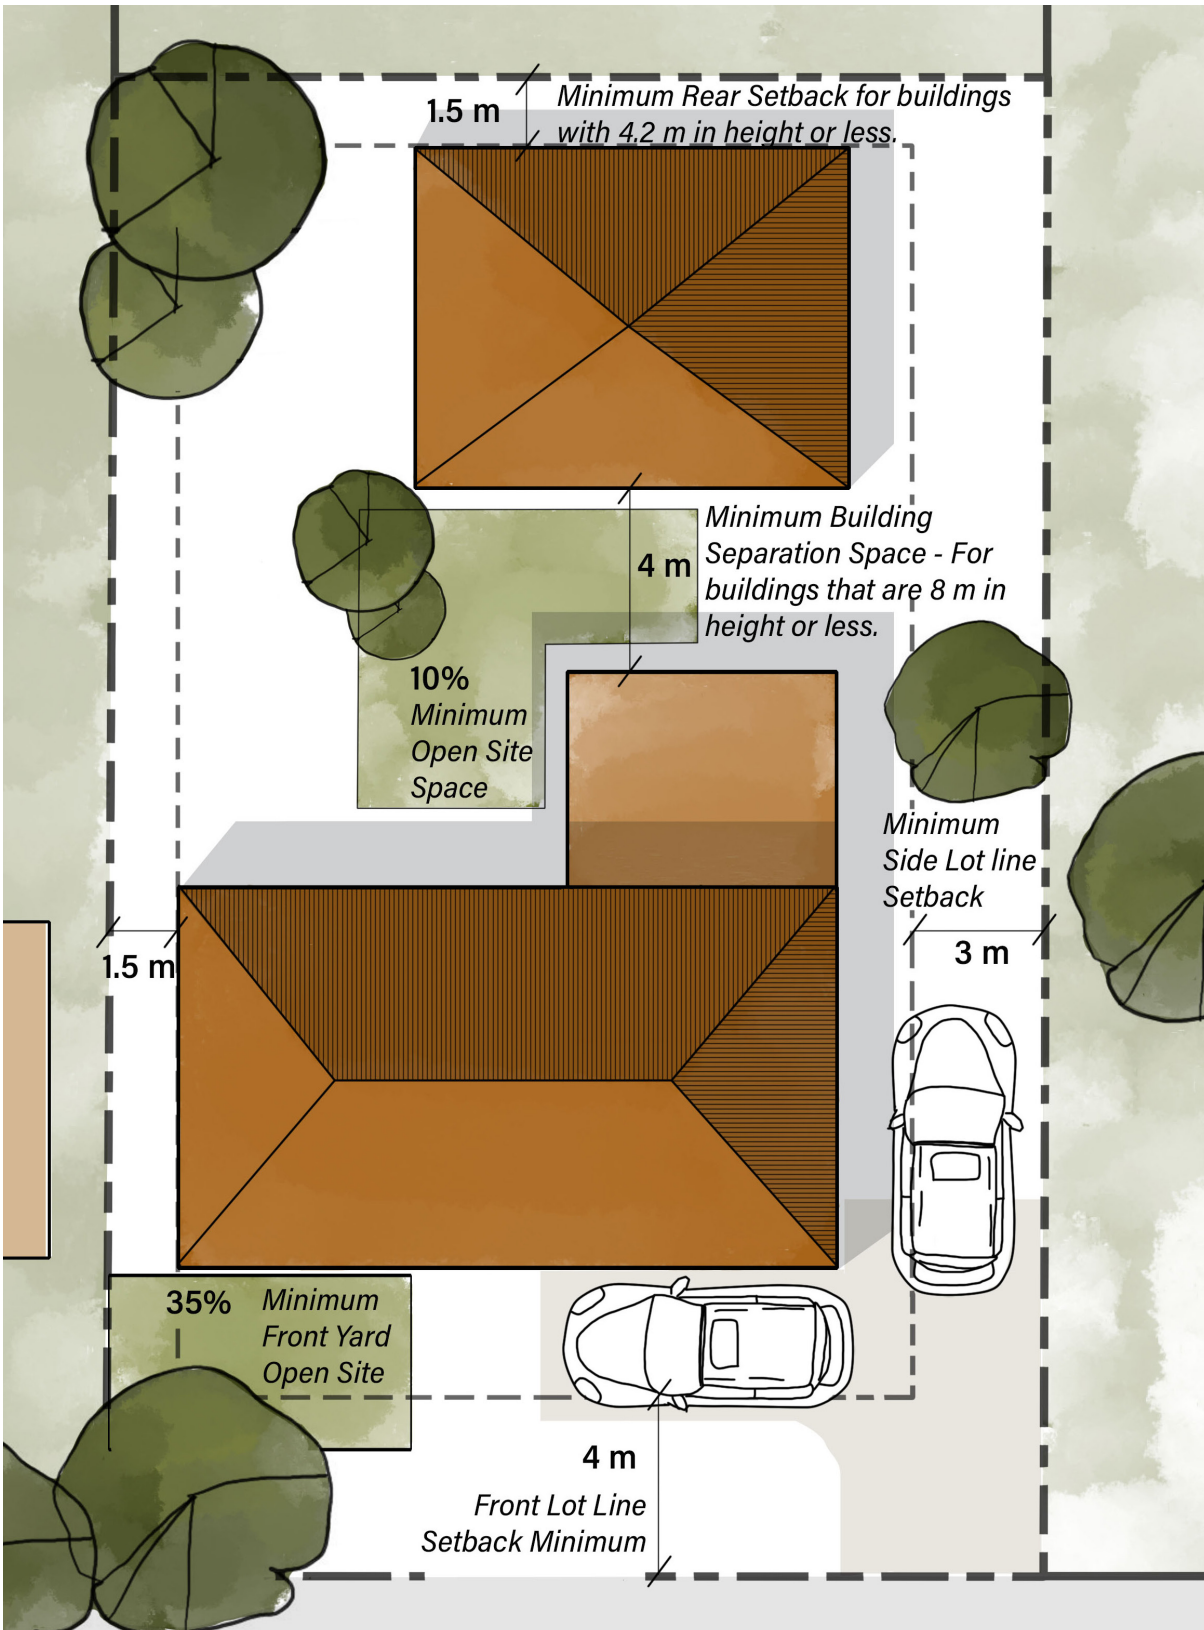 1.5 m
Minimum Rear Setback for buildings
with 4.2 m in height or less.
Minimum Building
Separation Space - For
buildings that are 8 m in
height or less.
4 m
10%
Minimum
Open Site
Space
Minimum
Side Lot line
Setback
1.5 m
3 m
35%
Minimum
Front Yard
Open Site
4 m
Front Lot Line
Setback Minimum